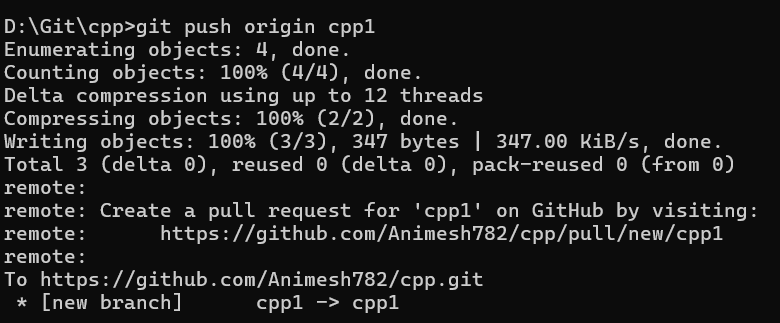 D:\Git\cpp>git push origin cpp1
Enumerating objects: 4, done.
Counting objects: 100% (4/4), done.
Delta compression using up to 12 threads
Compressing objects: 100% (2/2), done.
Writing objects: 100% (3/3), 347 bytes | 347.00 KiB/s, done.
Total 3 (delta 0), reused 0 (delta 0), pack-reused 0 (from 0)
remote:
remote: Create a pull request for 'cpp1' on GitHub by visiting:
remote:      https://github.com/Animesh782/cpp/pull/new/cpp1
remote:
To https://github.com/Animesh782/cpp.git
 * [new branch]      cpp1 -> cpp1